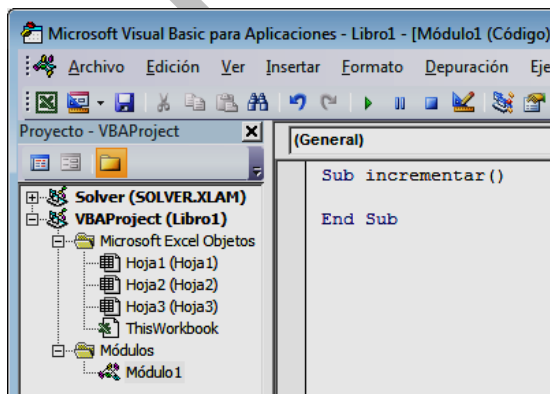 Microsoft Visual Basic para Aplicaciones - Libro1 - [Módulo1 (Código)
Archivo Edición Ver Insertar Formato Depuración Eje
Proyecto - VBAProject
(General)
Solver (SOLVER.XLAM)
VBAProject (Libro1)
Microsoft Excel Objetos
Hoja1 (Hoja1)
Hoja2 (Hoja2)
Hoja3 (Hoja3)
ThisWorkbook
Módulos
Módulo1
Sub incrementar()
End Sub